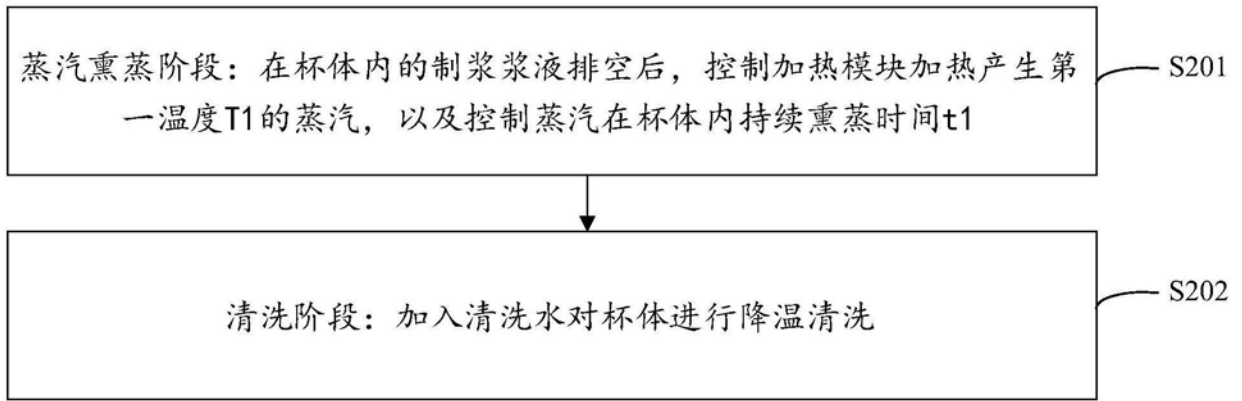 蒸汽熏蒸阶段：在杯体内的制浆浆液排空后，控制加热模块加热产生第
一温度T1的蒸汽，以及控制蒸汽在杯体内持续熏蒸时间t1
S201
清洗阶段：加入清洗水对杯体进行降温清洗
S202